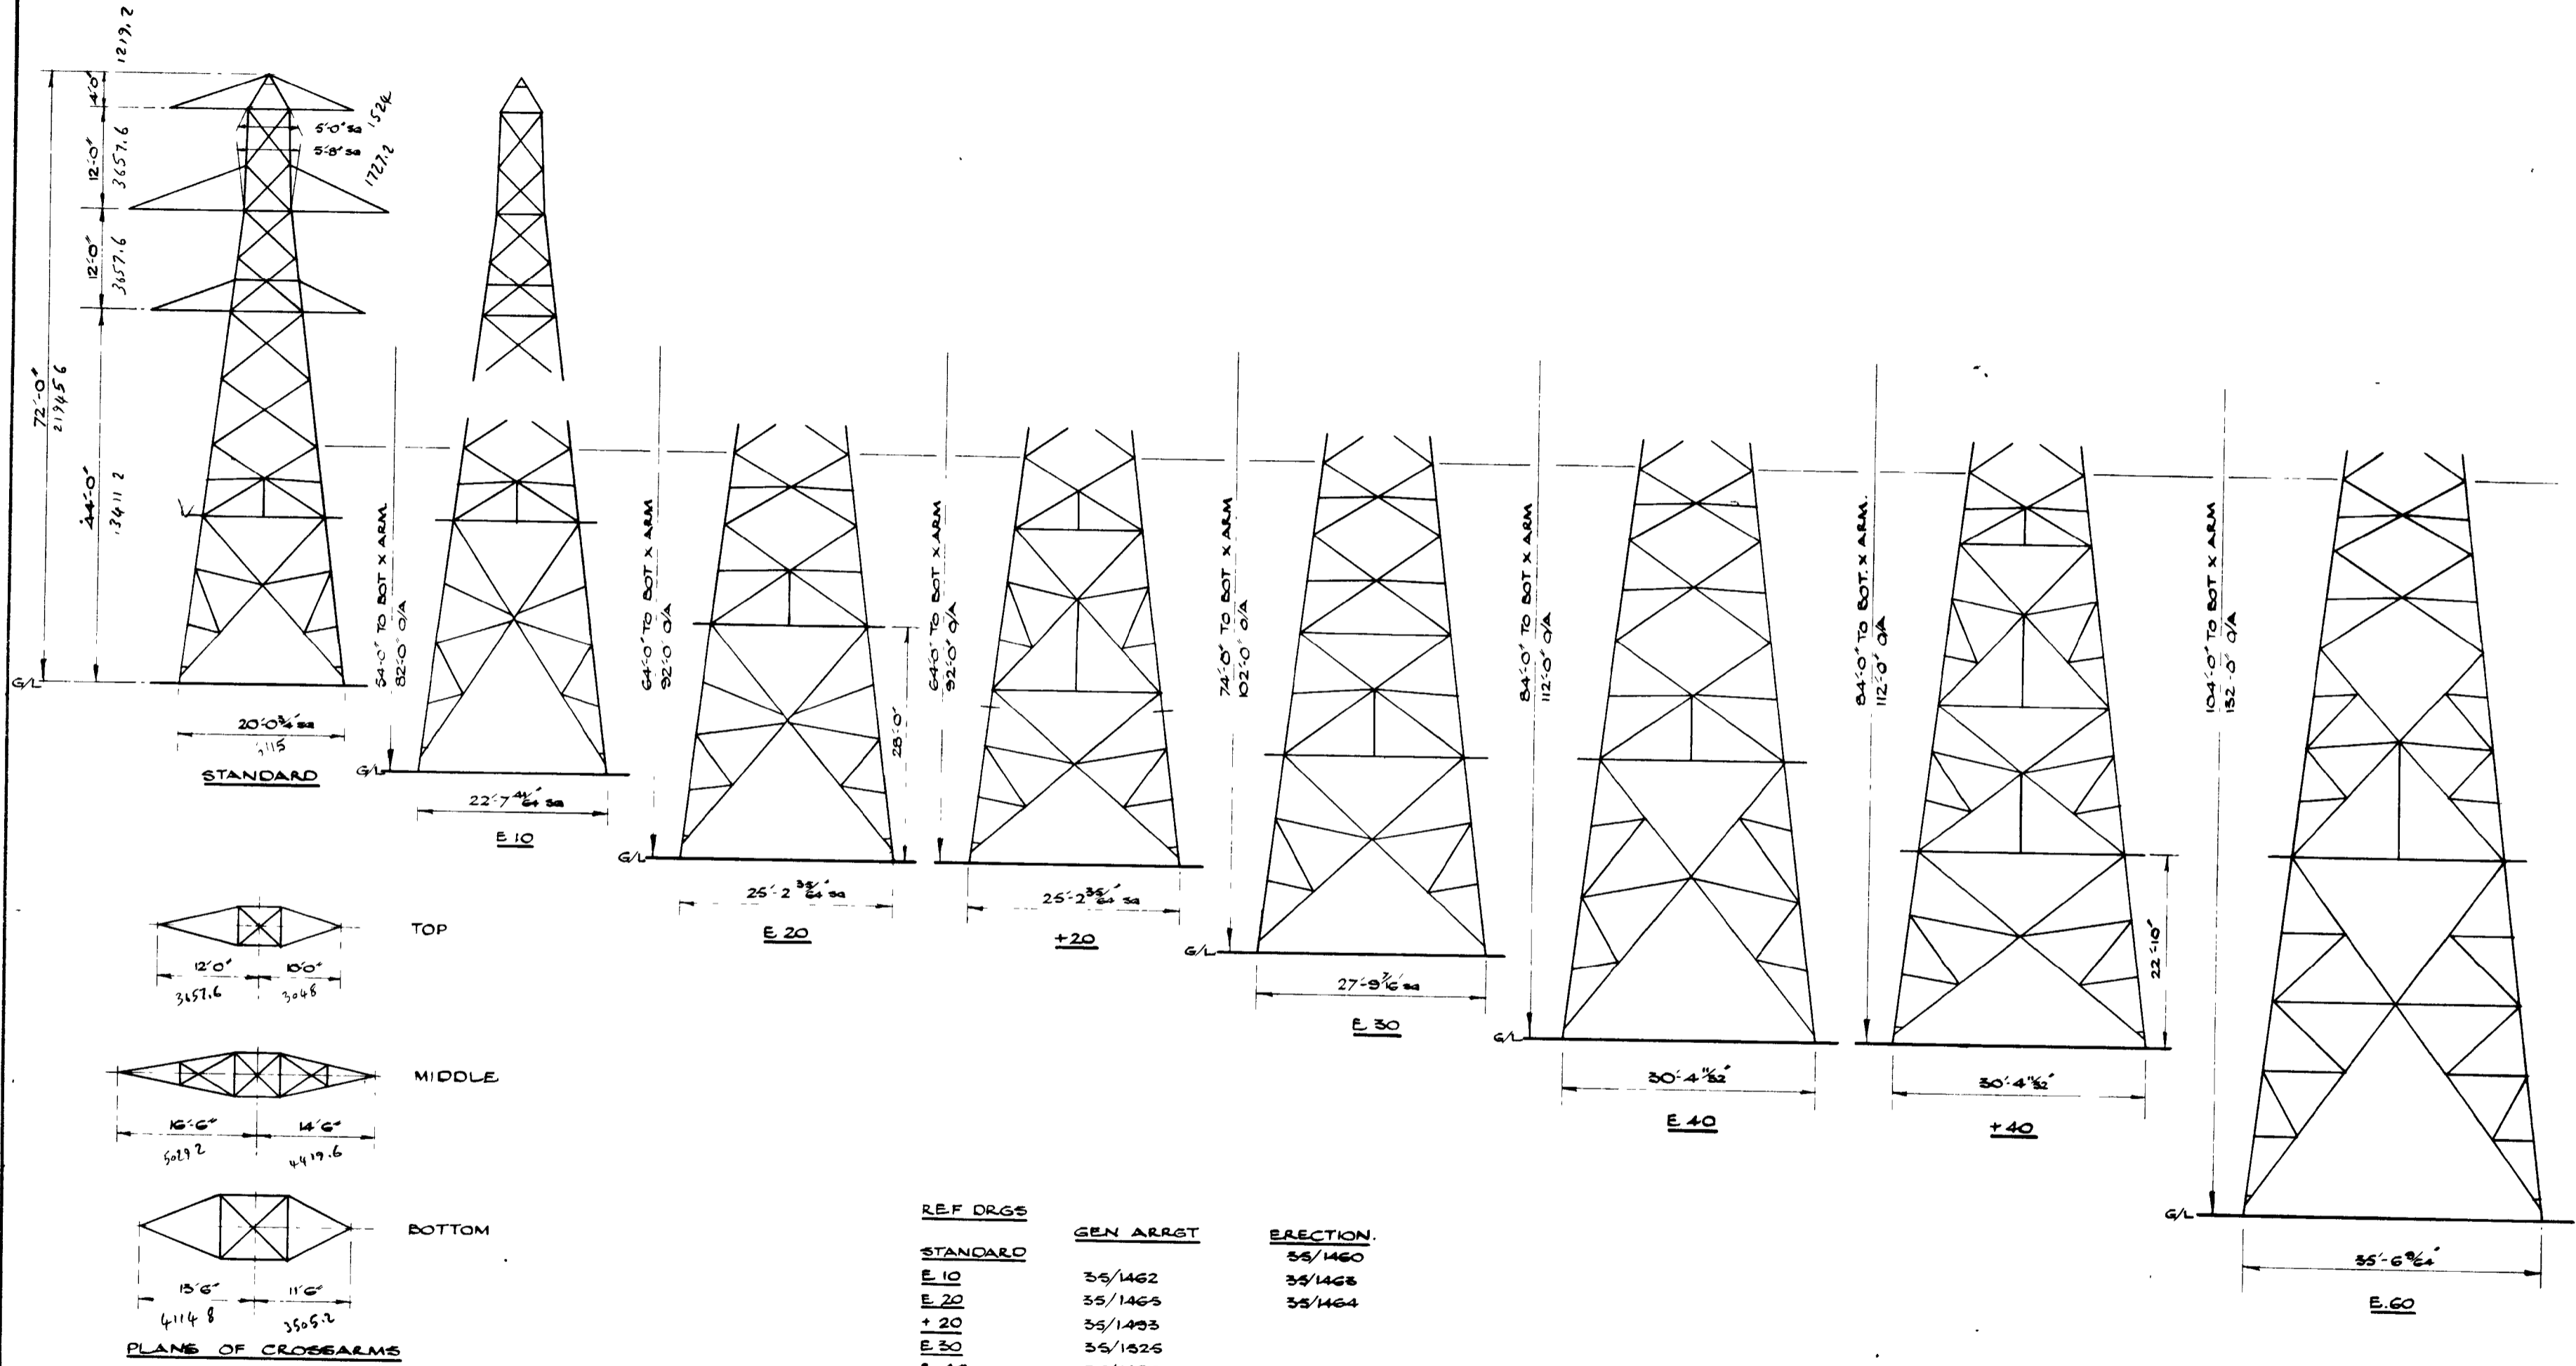 1219.2
4'0"
12'-0"
3657.6
12'-0"
3657.6
72'-0"
219456
44'-0"
13411 2
5'-0" sq 1524
5'-8" sq
1727.2
G/L
20'-0¾" sq
STANDARD
54'-0" TO BOT X ARM
82'-0" O/A
G/L
22'-7 41/64" sq
E 10
64'-0" TO BOT X ARM
92'-0" O/A
28'-0"
G/L
25'-2 35/64" sq
E 20
64'-0" TO BOT X ARM
92'-0" O/A
25'-2 35/64" sq
+20
74'-0" TO BOT X ARM
102'-0" O/A
G/L
27'-9 7/16 sq
E 30
84'-0" TO BOT X ARM.
112'-0" O/A
G/L
30'-4 11/32"
E 40
84'-0" TO BOT. X ARM.
112'-0" O/A
22'-10"
30'-4 11/32"
+40
104'-0" TO BOT X ARM
132'-0" O/A
G/L
E.60
TOP
12'0" 10'0"
3657.6 3048
MIDDLE
16'-6" 14'6"
5029 2 4419.6
BOTTOM
13'6" 11'6"
4114 8 3505.2
PLANS OF CROSSARMS
REF DRGS
GEN ARRGT ERECTION.
STANDARD 35/1460
E 10 35/1462 35/1463
E 20 35/1465 35/1464
+ 20 35/1493
E 30 35/1525